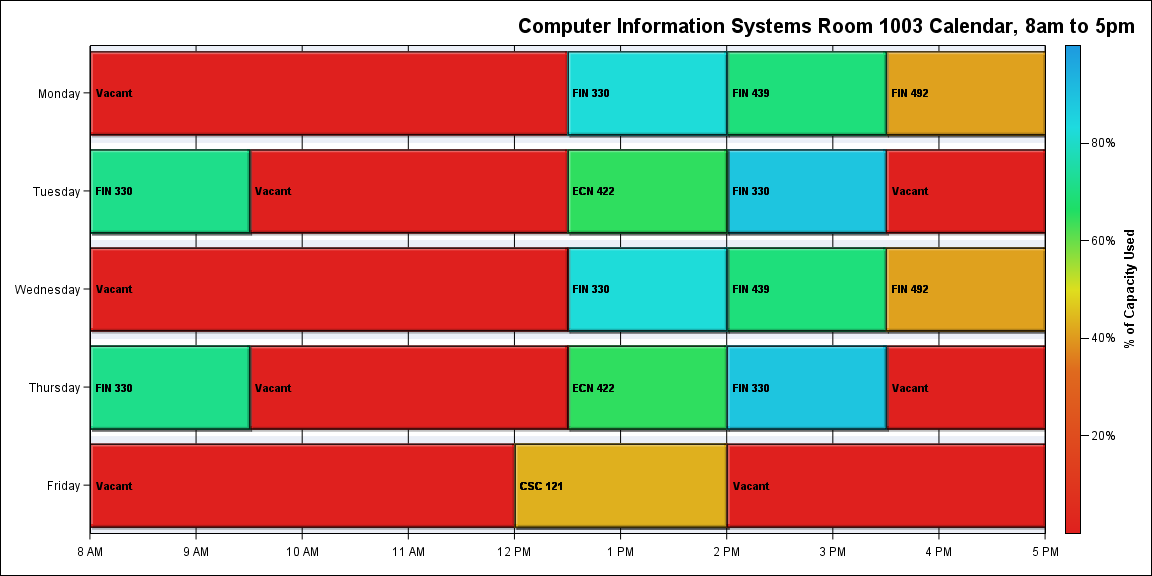 Computer Information Systems Room 1003 Calendar, 8am to 5pm
Monday
Vacant
FIN 330
FIN 439
FIN 492
Tuesday
FIN 330
Vacant
ECN 422
FIN 330
Vacant
Wednesday
Vacant
FIN 330
FIN 439
FIN 492
Thursday
FIN 330
Vacant
ECN 422
FIN 330
Vacant
Friday
Vacant
CSC 121
Vacant
8 AM
9 AM
10 AM
11 AM
12 PM
1 PM
2 PM
3 PM
4 PM
5 PM
80%
60%
40%
20%
% of Capacity Used